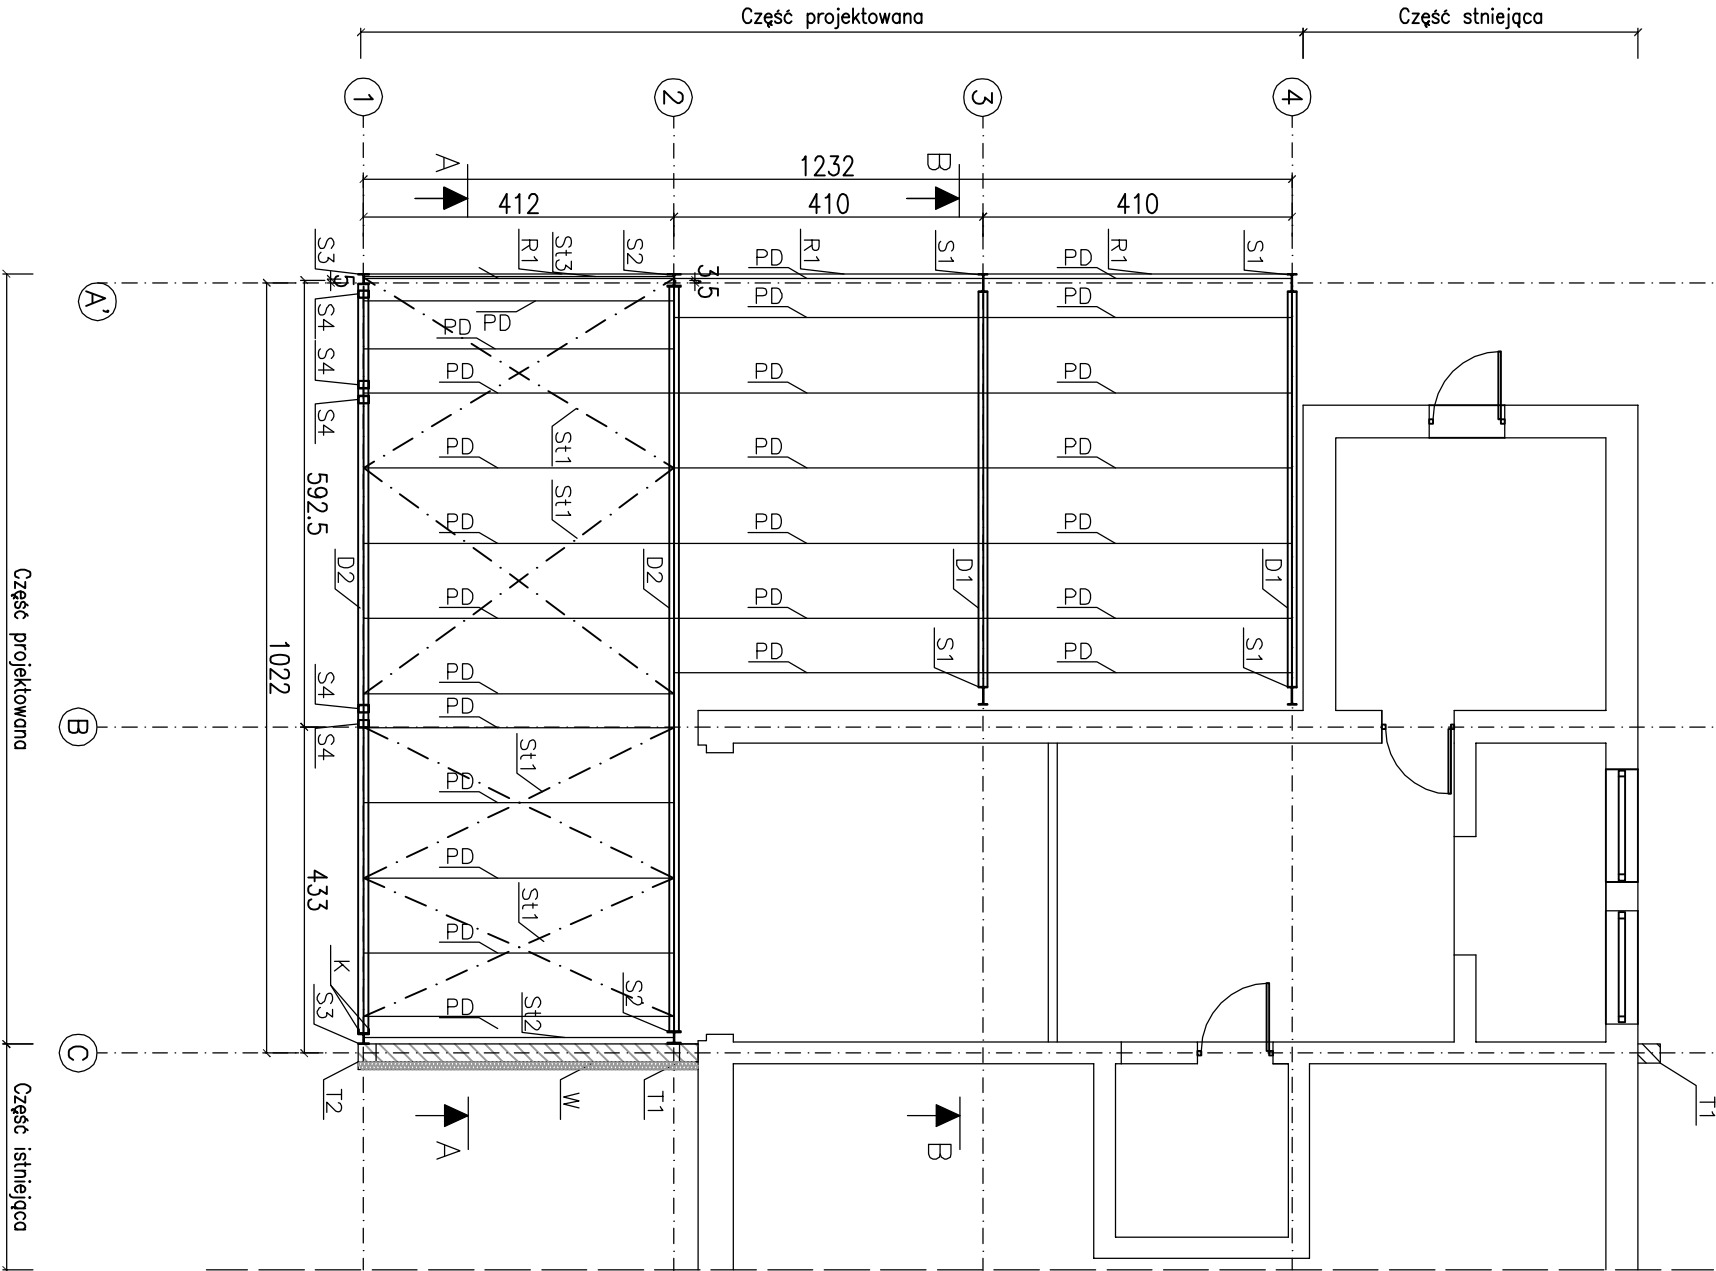 Część projektowana
Część stniejąca
1
2
3
4
A
B
1232
412
410
410
S3
R1
St3
S2
PD
R1
S1
PD
R1
S1
5
3.5
A'
S4
PD
PD
PD
PD
S4
PD
PD
PD
S4
St1
PD
PD
PD
592.5
St1
PD
PD
PD
D2
D2
D1
D1
PD
PD
PD
Część projektowana
1022
S4
PD
S1
PD
S1
PD
PD
B
S4
St1
PD
433
PD
St1
PD
K
S3
PD
St2
S2
C
T2
W
T1
T1
A
B
Część istniejąca